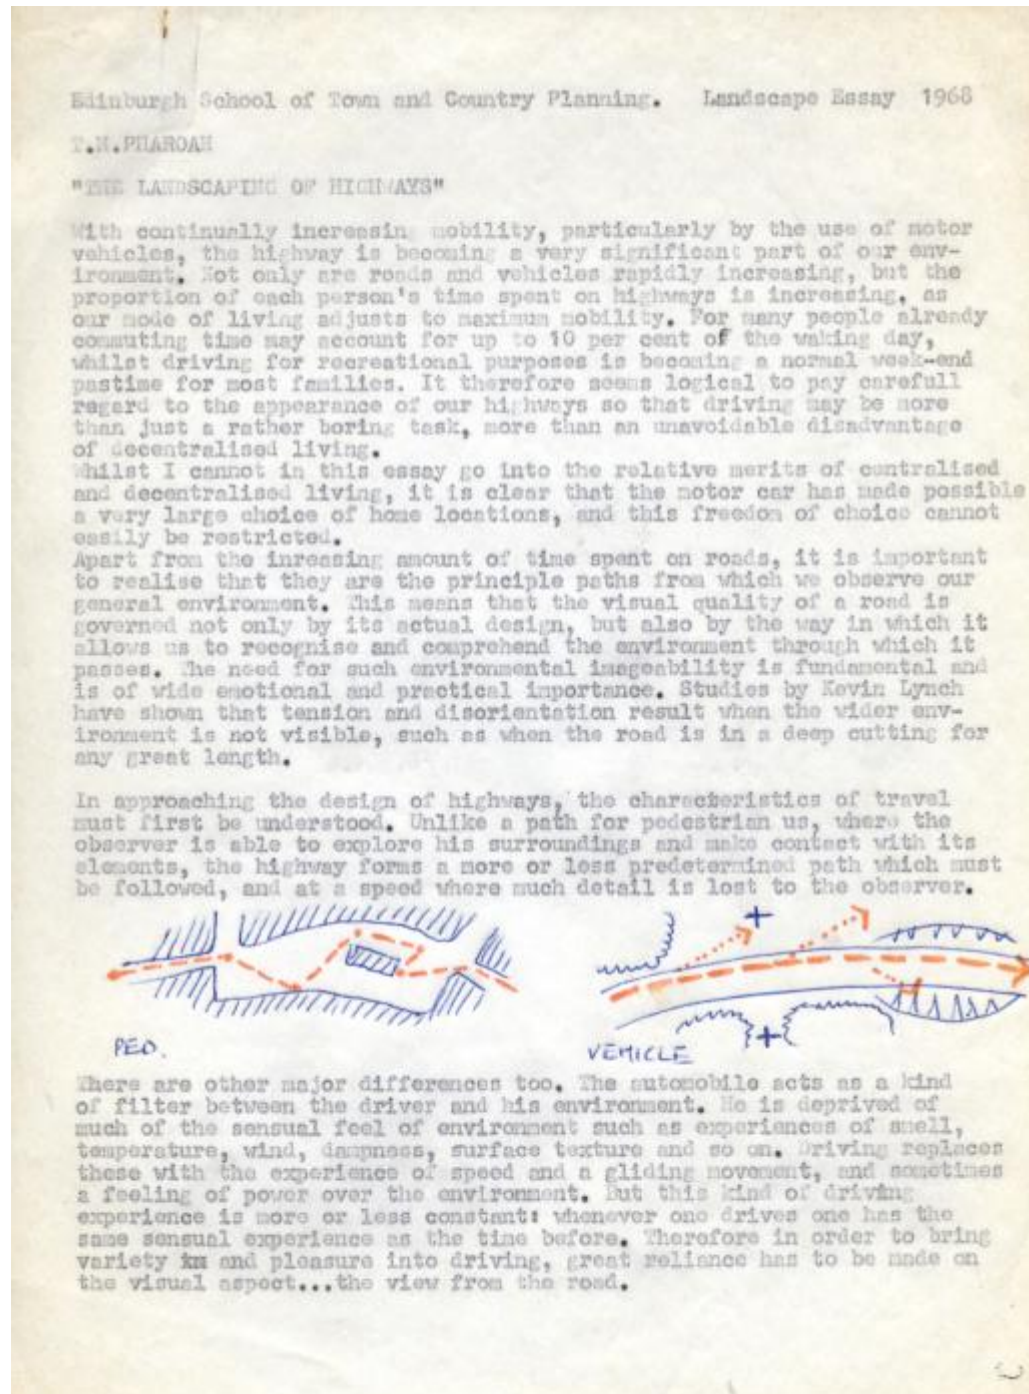 Edinburgh School of Town and Country Planning. Landscape Essay 1968
T.M.PHAROAH
"THE LANDSCAPING OF HIGHWAYS"
With continually increasing mobility, particularly by the use of motor
vehicles, the highway is becoming a very significant part of our env-
ironment. Not only are roads and vehicles rapidly increasing, but the
proportion of each person's time spent on highways is increasing, as
our mode of living adjusts to maximum mobility. For many people already
commuting time may account for up to 10 per cent of the waking day,
whilst driving for recreational purposes is becoming a normal week-end
pastime for most families. It therefore seems logical to pay carefull
regard to the appearance of our highways so that driving may be more
than just a rather boring task, more than an unavoidable disadvantage
of decentralised living.
Whilst I cannot in this essay go into the relative merits of centralised
and decentralised living, it is clear that the motor car has made possible
a very large choice of home locations, and this freedom of choice cannot
easily be restricted.
Apart from the inreasing amount of time spent on roads, it is important
to realise that they are the principle paths from which we observe our
general environment. This means that the visual quality of a road is
governed not only by its actual design, but also by the way in which it
allows us to recognise and comprehend the environment through which it
passes. The need for such environmental imageability is fundamental and
is of wide emotional and practical importance. Studies by Kevin Lynch
have shown that tension and disorientation result when the wider env-
ironment is not visible, such as when the road is in a deep cutting for
any great length.
In approaching the design of highways, the characteristics of travel
must first be understood. Unlike a path for pedestrian us, where the
observer is able to explore his surroundings and make contact with its
elements, the highway forms a more or less predetermined path which must
be followed, and at a speed where much detail is lost to the observer.
PED.
VEHICLE
There are other major differences too. The automobile acts as a kind
of filter between the driver and his environment. He is deprived of
much of the sensual feel of environment such as experiences of smell,
temperature, wind, dampness, surface texture and so on. Driving replaces
these with the experience of speed and a gliding movement, and sometimes
a feeling of power over the environment. But this kind of driving
experience is more or less constant: whenever one drives one has the
same sensual experience as the time before. Therefore in order to bring
variety and pleasure into driving, great reliance has to be made on
the visual aspect...the view from the road.